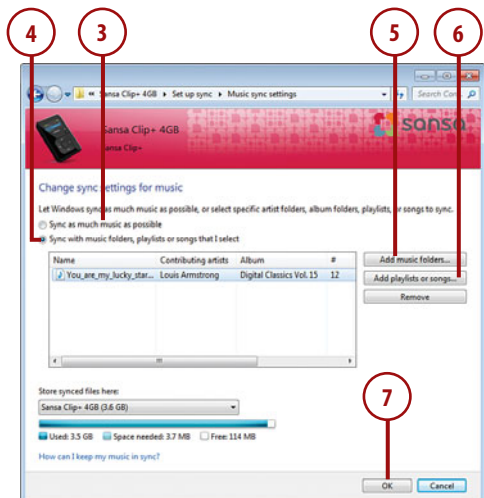 4 3 5 6
Sansa Clip+ 4GB ▸ Set up sync ▸ Music sync settings
Search Con...
Sansa Clip+ 4GB
Sansa Clip+
sansa
Change sync settings for music
Let Windows sync as much music as possible, or select specific artist folders, album folders, playlists, or songs to sync.
Sync as much music as possible
Sync with music folders, playlists or songs that I select
Name Contributing artists Album #
You_are_my_lucky_star... Louis Armstrong Digital Classics Vol. 15 12
Add music folders...
Add playlists or songs...
Remove
Store synced files here:
Sansa Clip+ 4GB (3.6 GB)
7
Used: 3.5 GB Space needed: 3.7 MB Free: 114 MB
How can I keep my music in sync?
OK Cancel